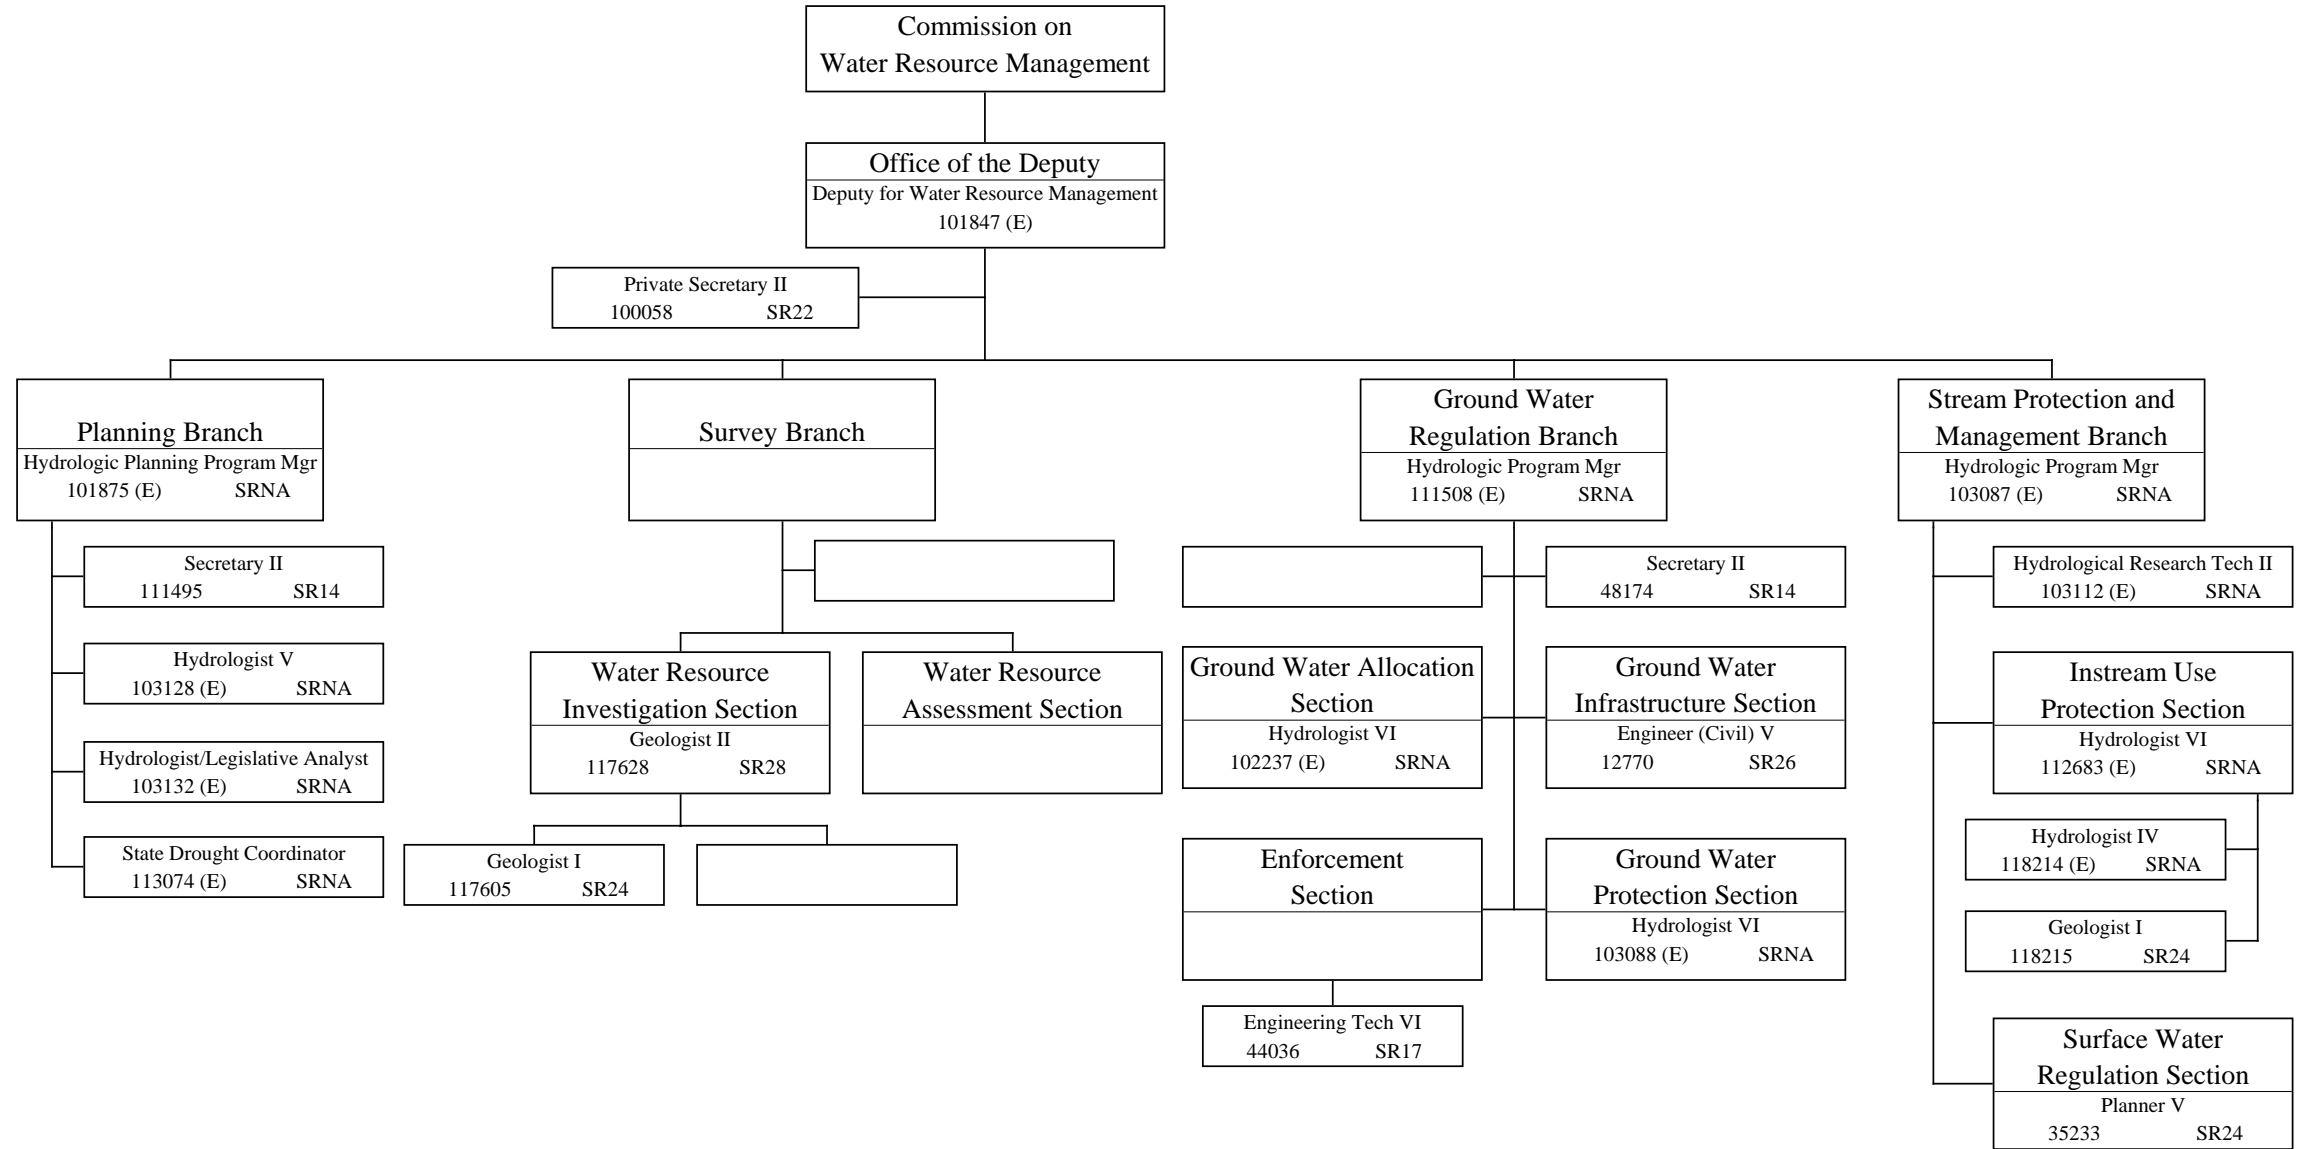 Commission on
Water Resource Management
Office of the Deputy
Deputy for Water Resource Management
101847 (E)
Private Secretary II
100058 SR22
Planning Branch
Hydrologic Planning Program Mgr
101875 (E) SRNA
Secretary II
111495 SR14
Hydrologist V
103128 (E) SRNA
Hydrologist/Legislative Analyst
103132 (E) SRNA
State Drought Coordinator
113074 (E) SRNA
Survey Branch
Water Resource
Investigation Section
Geologist II
117628 SR28
Geologist I
117605 SR24
Water Resource
Assessment Section
Ground Water
Regulation Branch
Hydrologic Program Mgr
111508 (E) SRNA
Secretary II
48174 SR14
Ground Water Allocation
Section
Hydrologist VI
102237 (E) SRNA
Ground Water
Infrastructure Section
Engineer (Civil) V
12770 SR26
Enforcement
Section
Engineering Tech VI
44036 SR17
Ground Water
Protection Section
Hydrologist VI
103088 (E) SRNA
Stream Protection and
Management Branch
Hydrologic Program Mgr
103087 (E) SRNA
Hydrological Research Tech II
103112 (E) SRNA
Instream Use
Protection Section
Hydrologist VI
112683 (E) SRNA
Hydrologist IV
118214 (E) SRNA
Geologist I
118215 SR24
Surface Water
Regulation Section
Planner V
35233 SR24